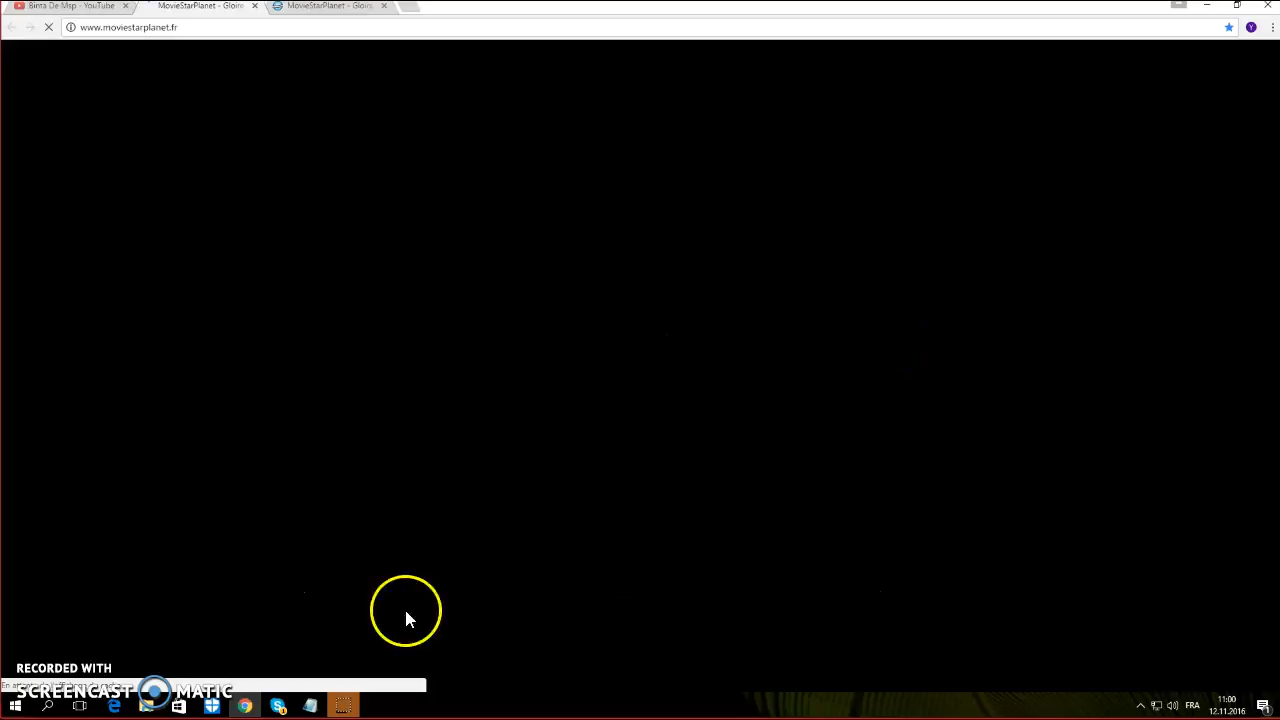 Binta De Msp - YouTube
MovieStarPlanet - Gloire
MovieStarPlanet - Gloire
www.moviestarplanet.fr
Y
RECORDED WITH
SCREENCAST MATIC
FR
11:00
12.11.2016